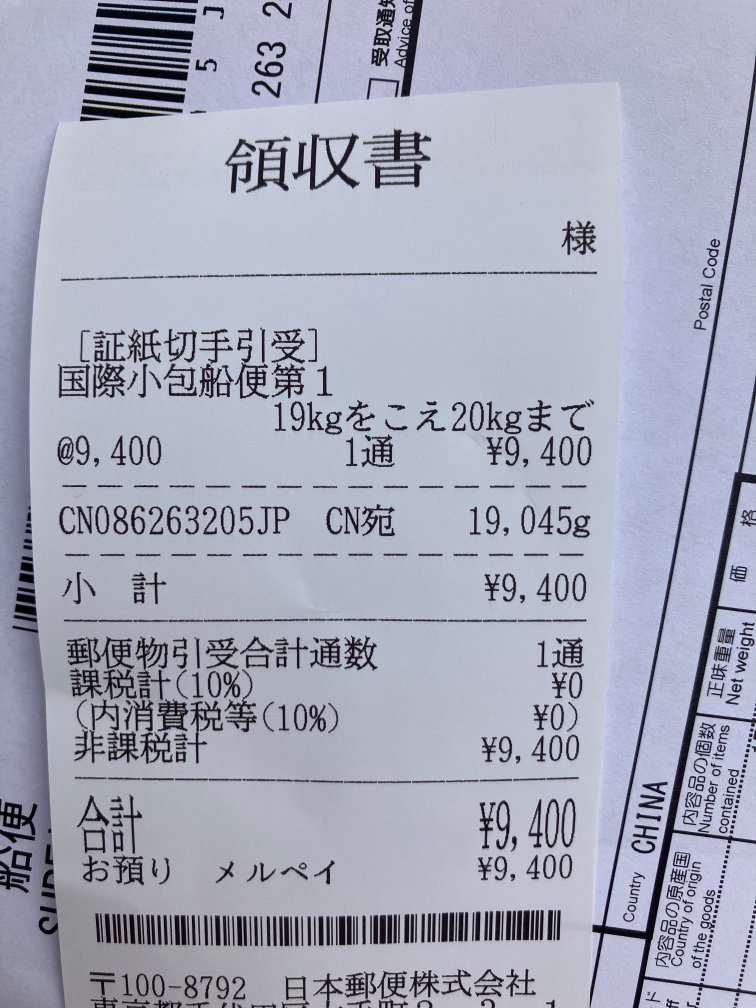 領収書
様
[証紙切手引受]
国際小包船便第1
19kgをこえ20kgまで
@9,400 1通 ¥9,400
CN086263205JP CN宛 19,045g
小 計 ¥9,400
郵便物引受合計通数 1通
課税計(10%) ¥0
(内消費税等(10%) ¥0)
非課税計 ¥9,400
合計 ¥9,400
お預り メルペイ ¥9,400
〒100-8792 日本郵便株式会社
5 J
263 2
受取通知
Advice of
Postal Code
Country CHINA
価 格
正味重量
Net weight
内容品の個数
Number of items
contained
内容品の原産国
Country of origin
of the goods
船便